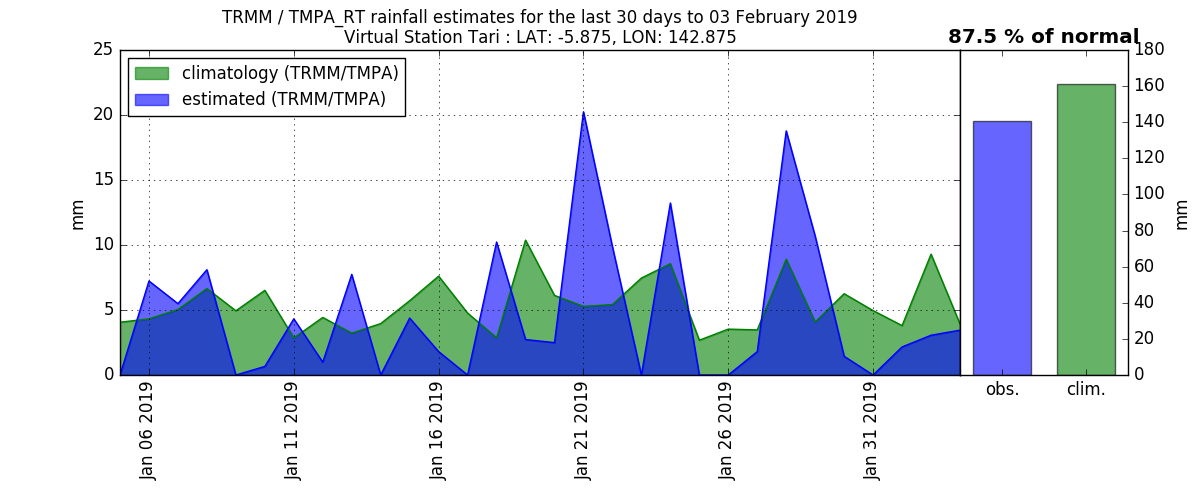 TRMM / TMPA_RT rainfall estimates for the last 30 days to 03 February 2019
Virtual Station Tari : LAT: -5.875, LON: 142.875
87.5 % of normal
climatology (TRMM/TMPA)
estimated (TRMM/TMPA)
25
20
15
10
5
0
mm
Jan 06 2019
Jan 11 2019
Jan 16 2019
Jan 21 2019
Jan 26 2019
Jan 31 2019
obs.
clim.
180
160
140
120
100
80
60
40
20
0
mm